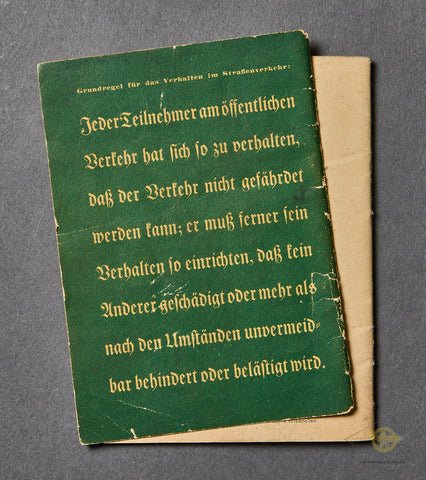 Grundregel für das Verhalten im Straßenverkehr:
Jeder Teilnehmer am öffentlichen
Verkehr hat sich so zu verhalten,
daß der Verkehr nicht gefährdet
werden kann; er muß ferner sein
Verhalten so einrichten, daß kein
Anderer geschädigt oder mehr als
nach den Umständen unvermeid-
bar behindert oder belästigt wird.